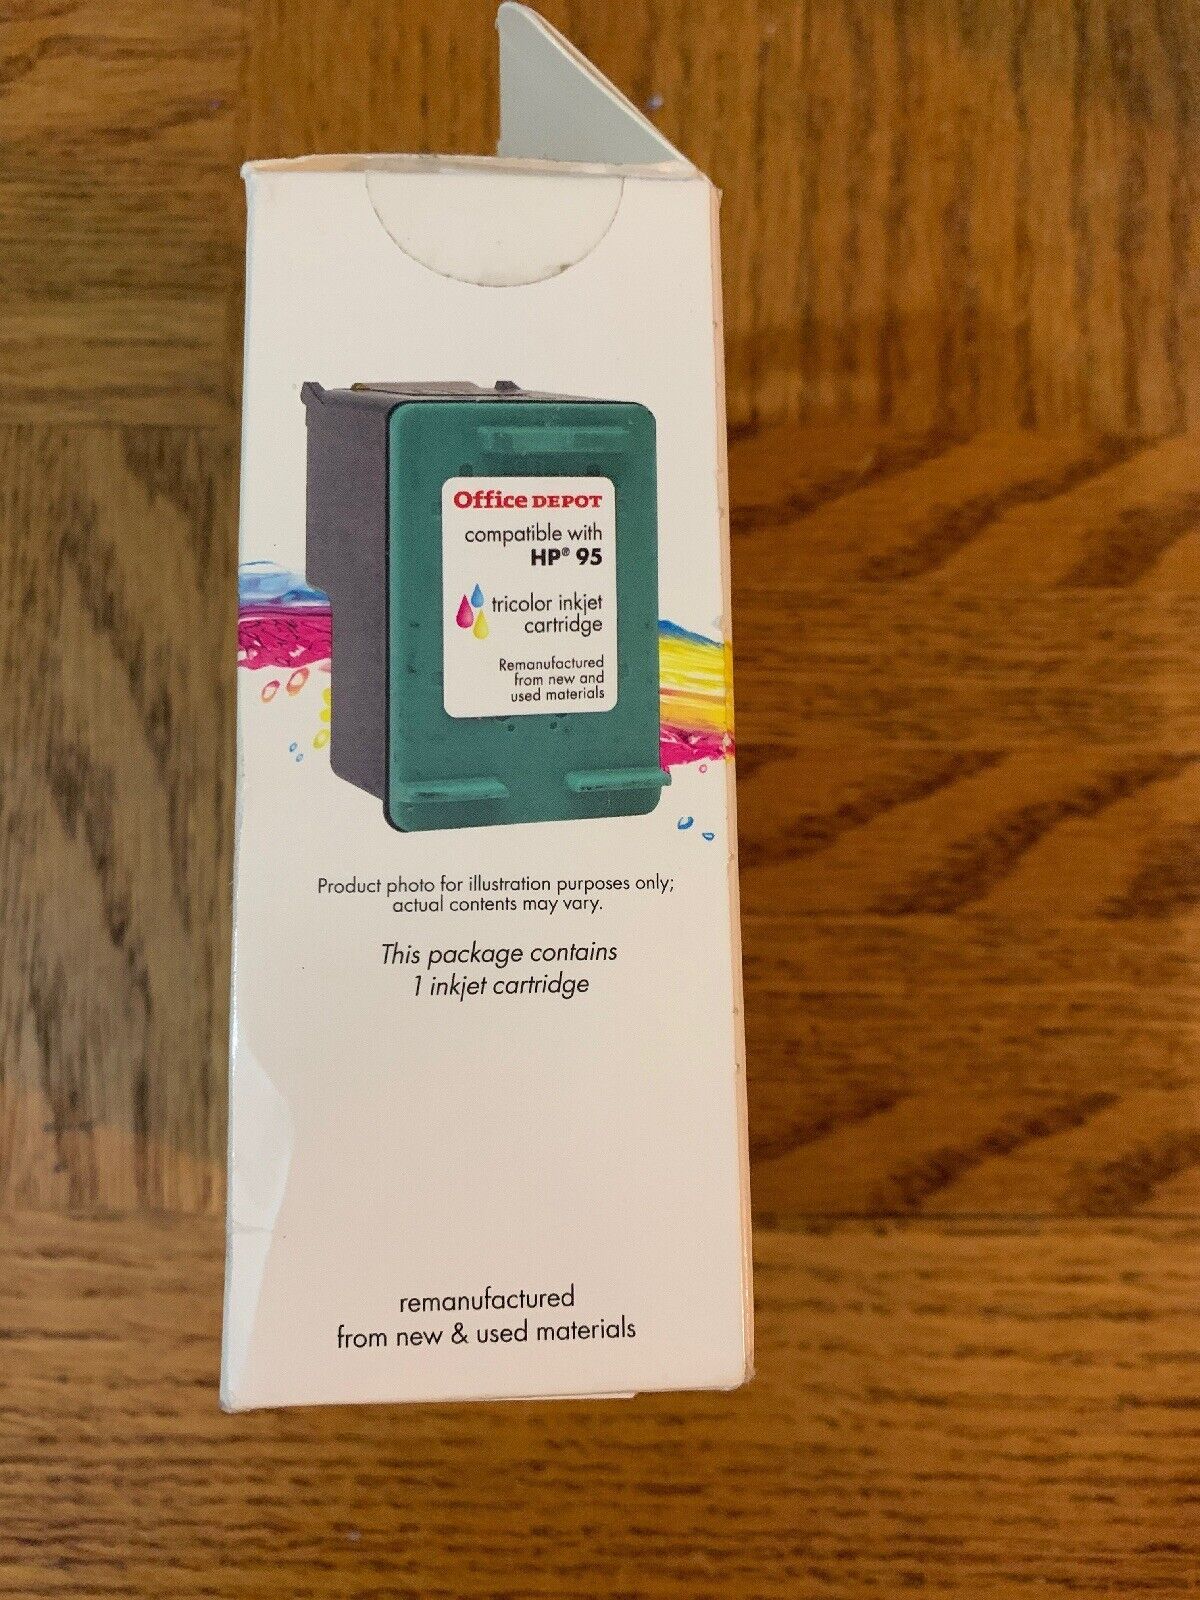 Office DEPOT
compatible with
HP® 95
tricolor inkjet
cartridge
Remanufactured
from new and
used materials
Product photo for illustration purposes only;
actual contents may vary.
This package contains
1 inkjet cartridge
remanufactured
from new & used materials